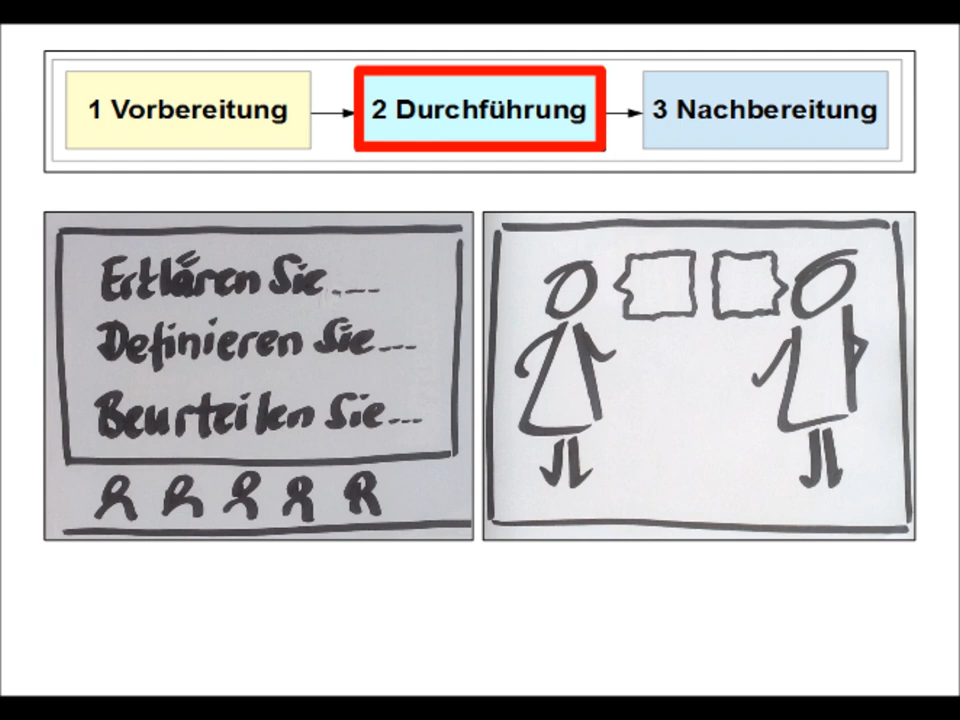 1 Vorbereitung
2 Durchführung
3 Nachbereitung
Erklären Sie....
Definieren Sie...
Beurteilen Sie...